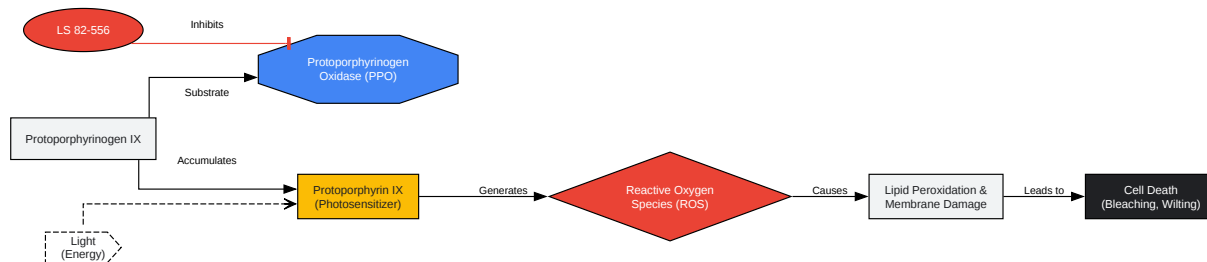 LS 82-556
Inhibits
Protoporphyrinogen
Oxidase (PPO)
Substrate
Protoporphyrinogen IX
Accumulates
Protoporphyrin IX
(Photosensitizer)
Generates
Reactive Oxygen
Species (ROS)
Causes
Lipid Peroxidation &
Membrane Damage
Leads to
Cell Death
(Bleaching, Wilting)
Light
(Energy)